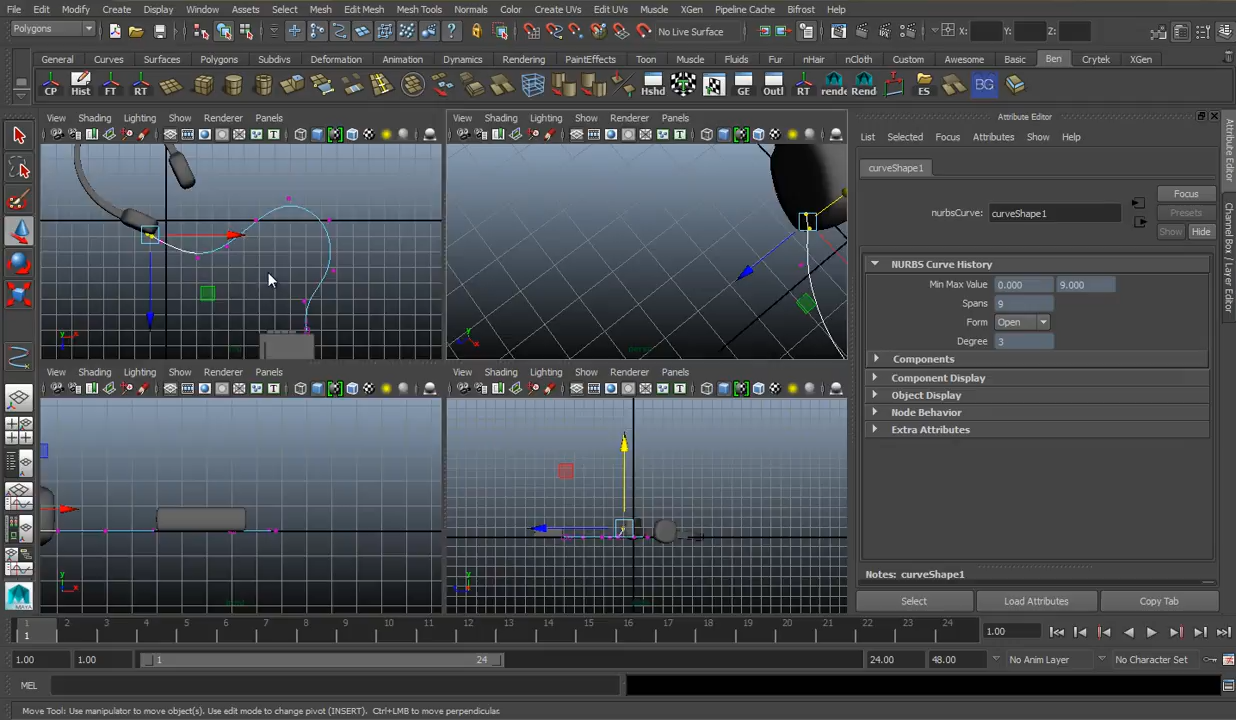 File Edit Modify Create Display Window Assets Select Mesh Edit Mesh Mesh Tools Normals Color Create UVs Edit UVs Muscle XGen Pipeline Cache Bifrost Help
Polygons No Live Surface X: Y: Z:
General Curves Surfaces Polygons Subdivs Deformation Animation Dynamics Rendering PaintEffects Toon Muscle Fluids Fur nHair nCloth Custom Awesome Basic Ben Crytek XGen
CP Hist FT RT Hshd GE Outl RT rende Rend ES BG
View Shading Lighting Show Renderer Panels
View Shading Lighting Show Renderer Panels
View Shading Lighting Show Renderer Panels
View Shading Lighting Show Renderer Panels
MAYA
Attribute Editor
List Selected Focus Attributes Show Help
curveShape1
Focus
nurbsCurve: curveShape1
Presets
Show Hide
NURBS Curve History
Min Max Value 0.000 9.000
Spans 9
Form Open
Degree 3
Components
Component Display
Object Display
Node Behavior
Extra Attributes
Notes: curveShape1
Select Load Attributes Copy Tab
Attribute Editor
Channel Box / Layer Editor
1 2 3 4 5 6 7 8 9 10 11 12 13 14 15 16 17 18 19 20 21 22 23 24
1 1.00
1.00 1.00 1 24 24.00 48.00 No Anim Layer No Character Set
MEL
Move Tool: Use manipulator to move object(s). Use edit mode to change pivot (INSERT). Ctrl+LMB to move perpendicular.